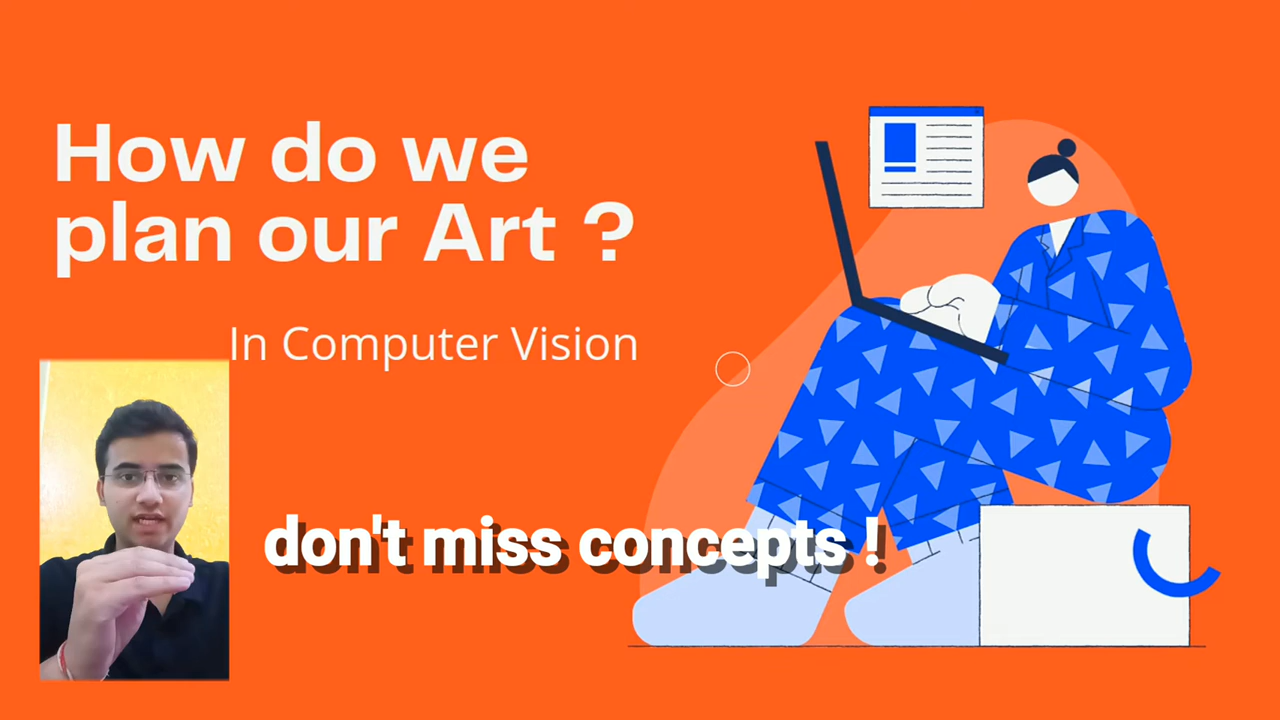 How do we
plan our Art ?
In Computer Vision
don't miss concepts !